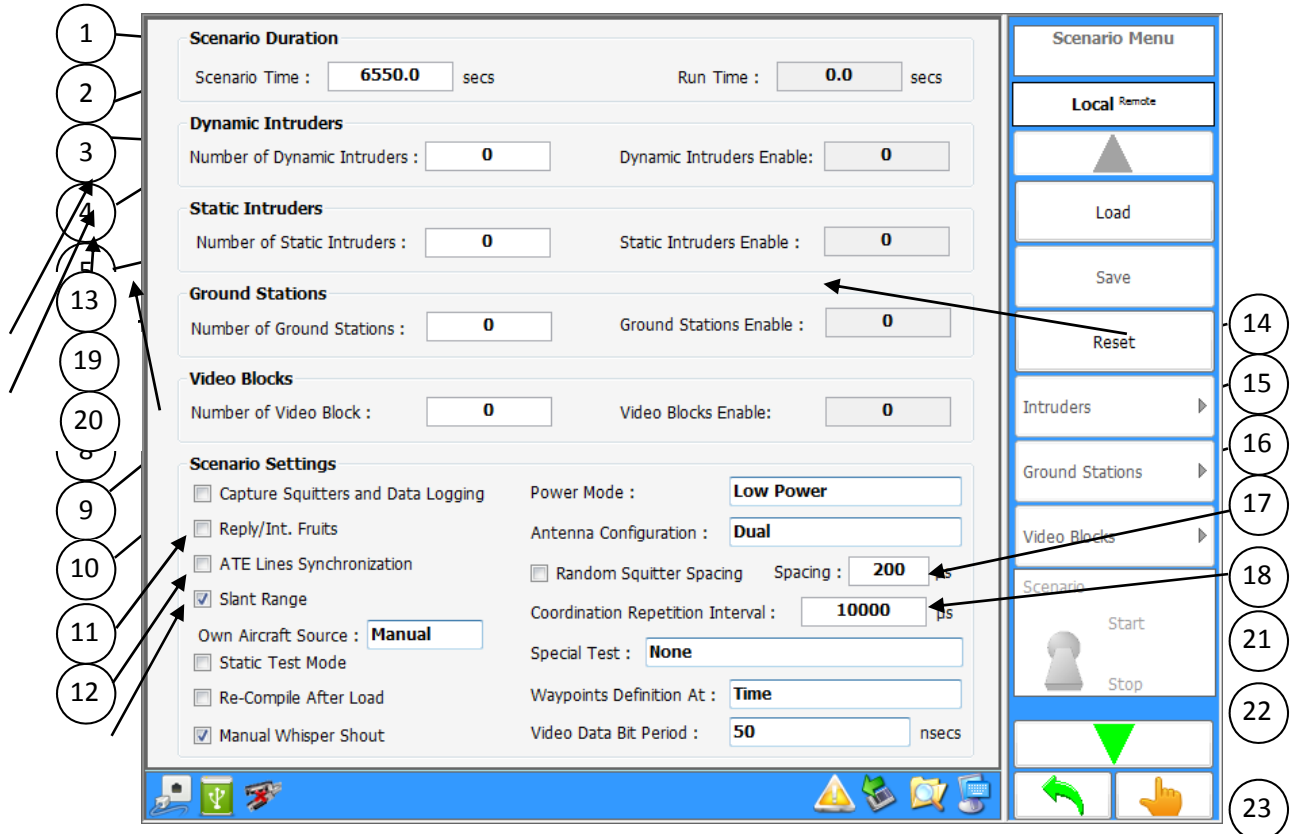 1
2
3
4
5
13
19
20
8
9
10
11
12
Scenario Duration
Scenario Time : 6550.0 secs Run Time : 0.0 secs
Dynamic Intruders
Number of Dynamic Intruders : 0 Dynamic Intruders Enable: 0
Static Intruders
Number of Static Intruders : 0 Static Intruders Enable : 0
Ground Stations
Number of Ground Stations : 0 Ground Stations Enable : 0
Video Blocks
Number of Video Block : 0 Video Blocks Enable: 0
Scenario Settings
Capture Squitters and Data Logging Power Mode : Low Power
Reply/Int. Fruits Antenna Configuration : Dual
ATE Lines Synchronization Random Squitter Spacing Spacing : 200 µs
Slant Range Coordination Repetition Interval : 10000 µs
Own Aircraft Source : Manual Special Test : None
Static Test Mode
Re-Compile After Load Waypoints Definition At : Time
Manual Whisper Shout Video Data Bit Period : 50 nsecs
Scenario Menu
Local Remote
Load
Save
Reset
Intruders
Ground Stations
Video Blocks
Scenario
Start
Stop
14
15
16
17
18
21
22
23